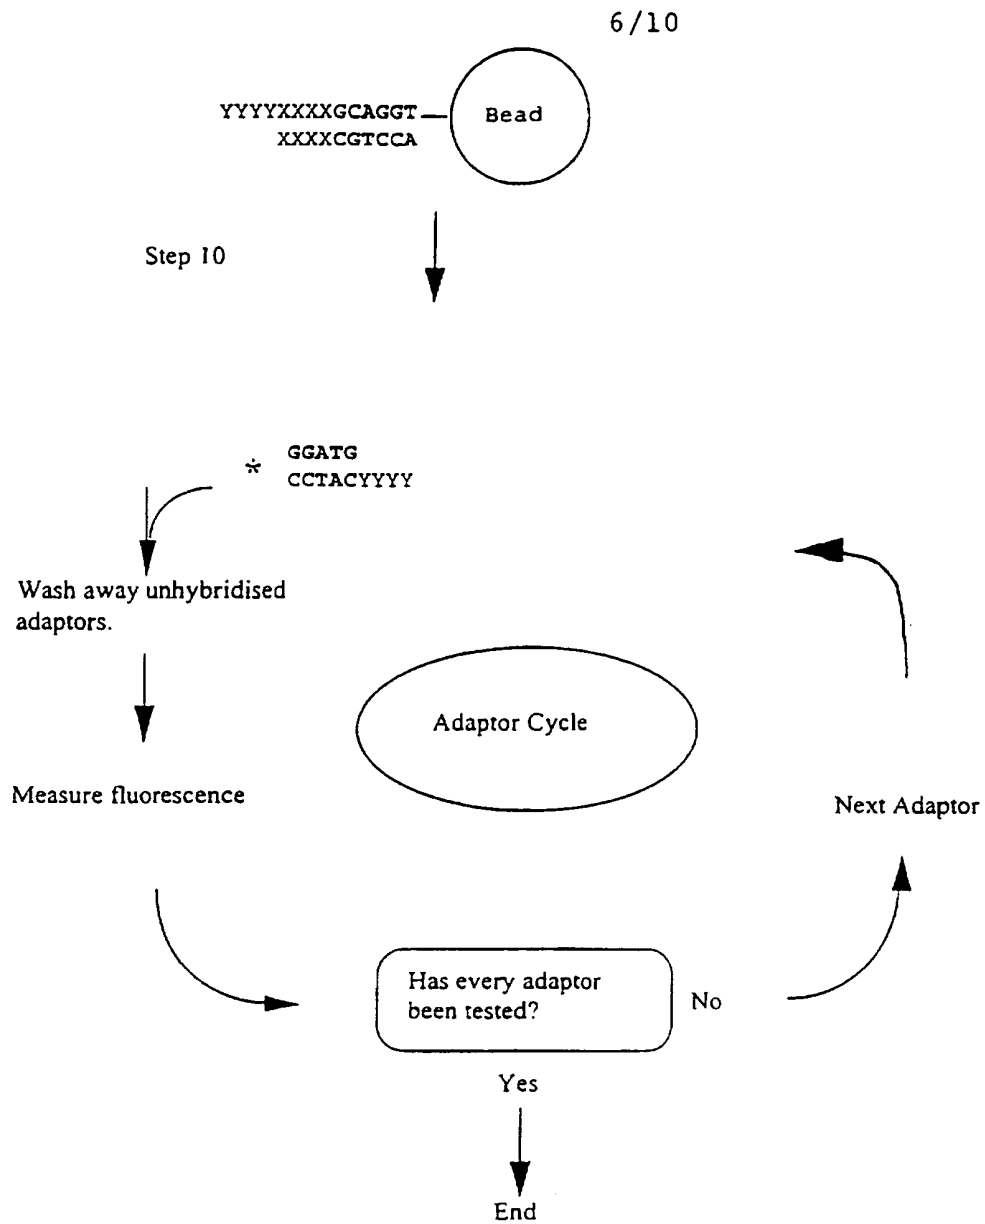 6/10
YYYYXXXXGCAGGT
Bead
XXXXCGTCCA
Step 10
* GGATG
CCTACYYYY
Wash away unhybridised
adaptors.
Adaptor Cycle
Measure fluorescence
Next Adaptor
Has every adaptor
been tested?
No
Yes
End